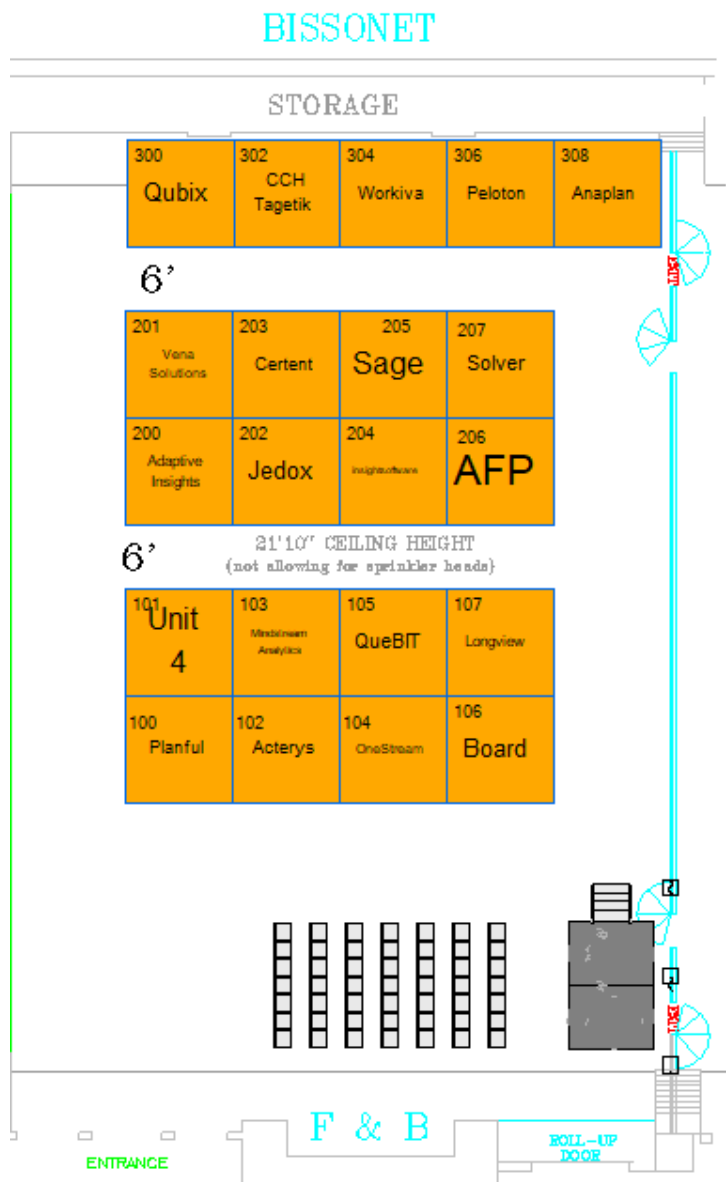 BISSONET
STORAGE
300
Qubix
302
CCH
Tagetik
304
Workiva
306
Peloton
308
Anaplan
EXIT
6'
201
Vena
Solutions
203
Certent
205
Sage
207
Solver
200
Adaptive
Insights
202
Jedox
204
insightsoftware
206
AFP
6'
21'10" CEILING HEIGHT
(not allowing for sprinkler heads)
101
Unit
4
103
Mindstream
Analytics
105
QueBIT
107
Longview
100
Planful
102
Acterys
104
OneStream
106
Board
EXIT
F & B
ROLL-UP
DOOR
ENTRANCE